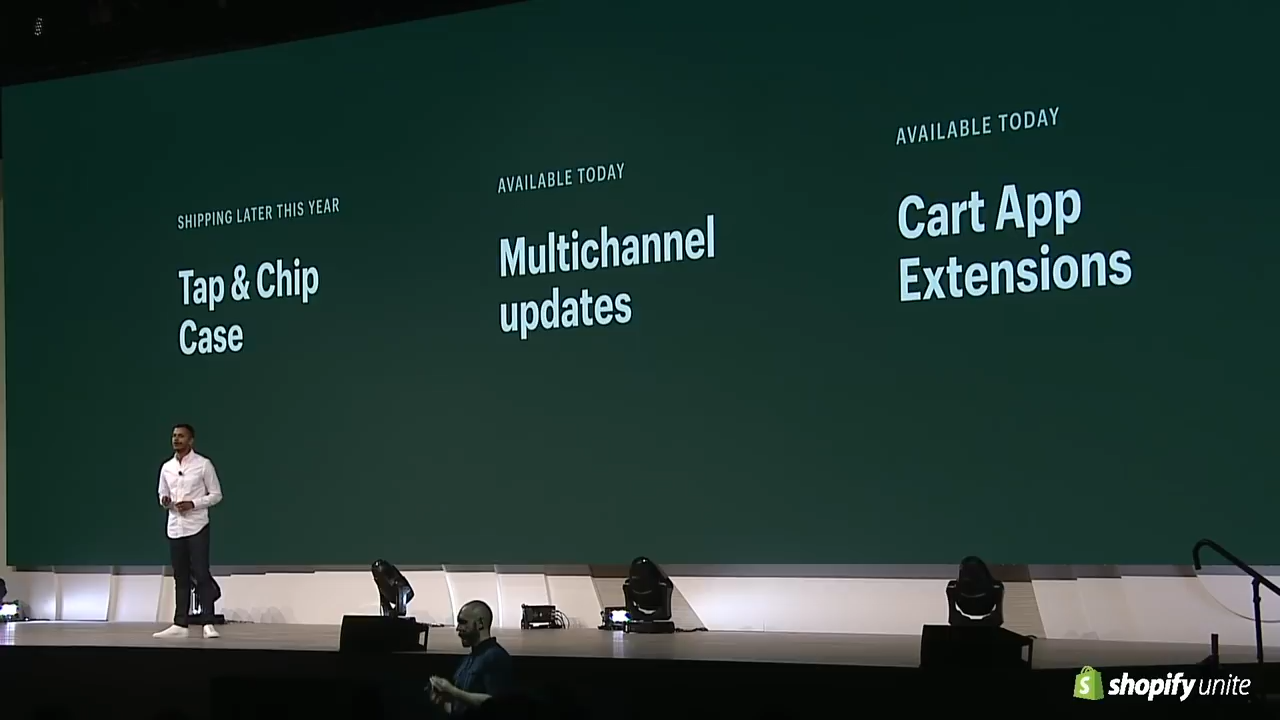 SHIPPING LATER THIS YEAR
Tap & Chip
Case
AVAILABLE TODAY
Multichannel
updates
AVAILABLE TODAY
Cart App
Extensions
shopify unite